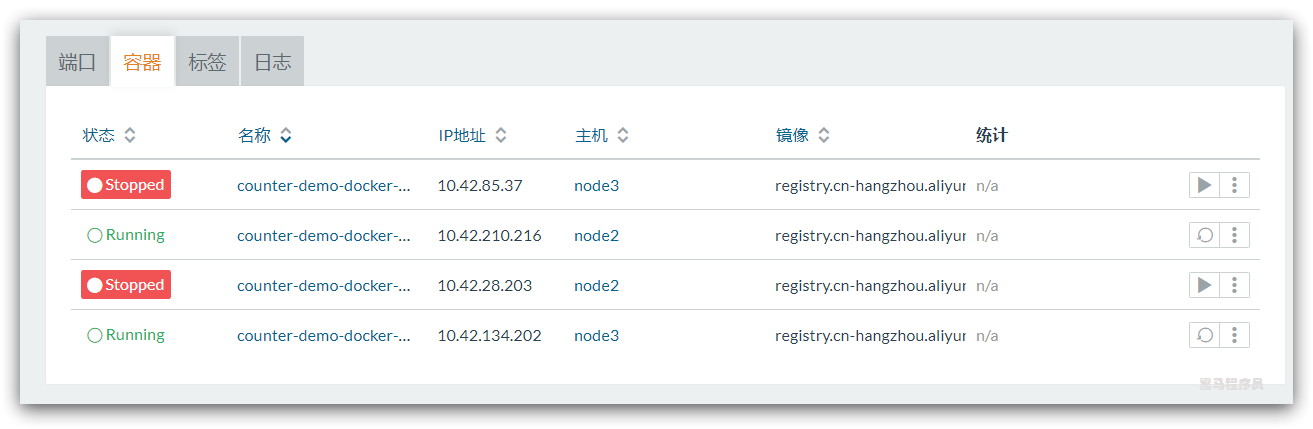 端口 容器 标签 日志
状态 名称 IP地址 主机 镜像 统计
Stopped counter-demo-docker-... 10.42.85.37 node3 registry.cn-hangzhou.aliyur n/a
Running counter-demo-docker-... 10.42.210.216 node2 registry.cn-hangzhou.aliyur n/a
Stopped counter-demo-docker-... 10.42.28.203 node2 registry.cn-hangzhou.aliyur n/a
Running counter-demo-docker-... 10.42.134.202 node3 registry.cn-hangzhou.aliyur n/a
黑马程序员